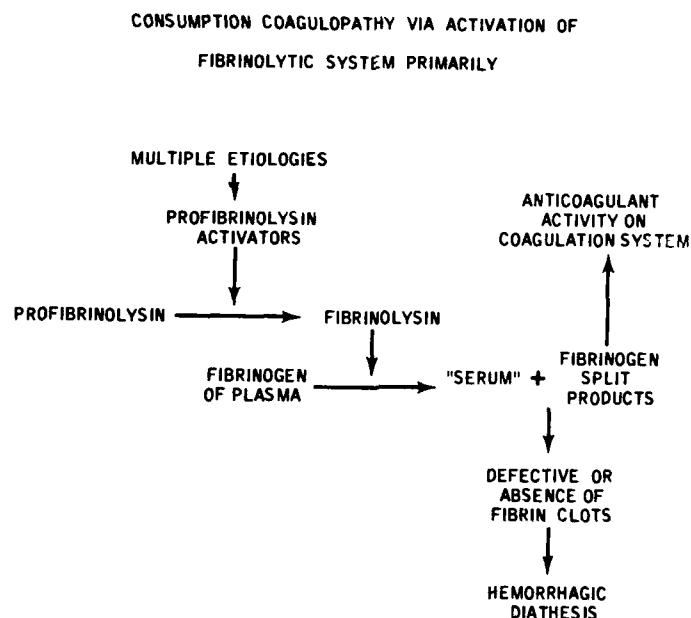 CONSUMPTION COAGULOPATHY VIA ACTIVATION OF
FIBRINOLYTIC SYSTEM PRIMARILY
MULTIPLE ETIOLOGIES
PROFIBRINOLYSIN
ACTIVATORS
ANTICOAGULANT
ACTIVITY ON
COAGULATION SYSTEM
PROFIBRINOLYSIN
FIBRINOLYSIN
FIBRINOGEN
OF PLASMA
"SERUM" +
FIBRINOGEN
SPLIT
PRODUCTS
DEFECTIVE OR
ABSENCE OF
FIBRIN CLOTS
HEMORRHAGIC
DIATHESIS